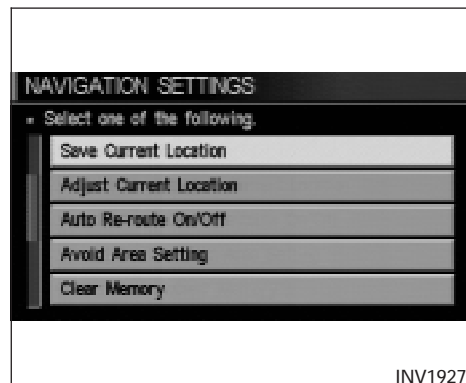 NAVIGATION SETTINGS
Select one of the following.
Save Current Location
Adjust Current Location
Auto Re-route On/Off
Avoid Area Setting
Clear Memory
INV1927